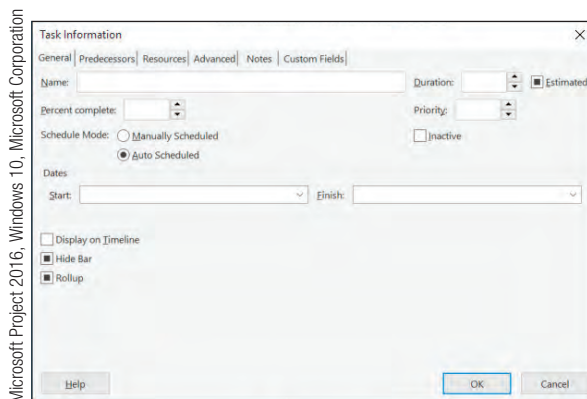 Microsoft Project 2016, Windows 10, Microsoft Corporation
Task Information
General Predecessors Resources Advanced Notes Custom Fields
Name: Duration: Estimated
Percent complete: Priority:
Schedule Mode: Manually Scheduled Inactive
Auto Scheduled
Dates
Start: Finish:
Display on Timeline
Hide Bar
Rollup
Help OK Cancel